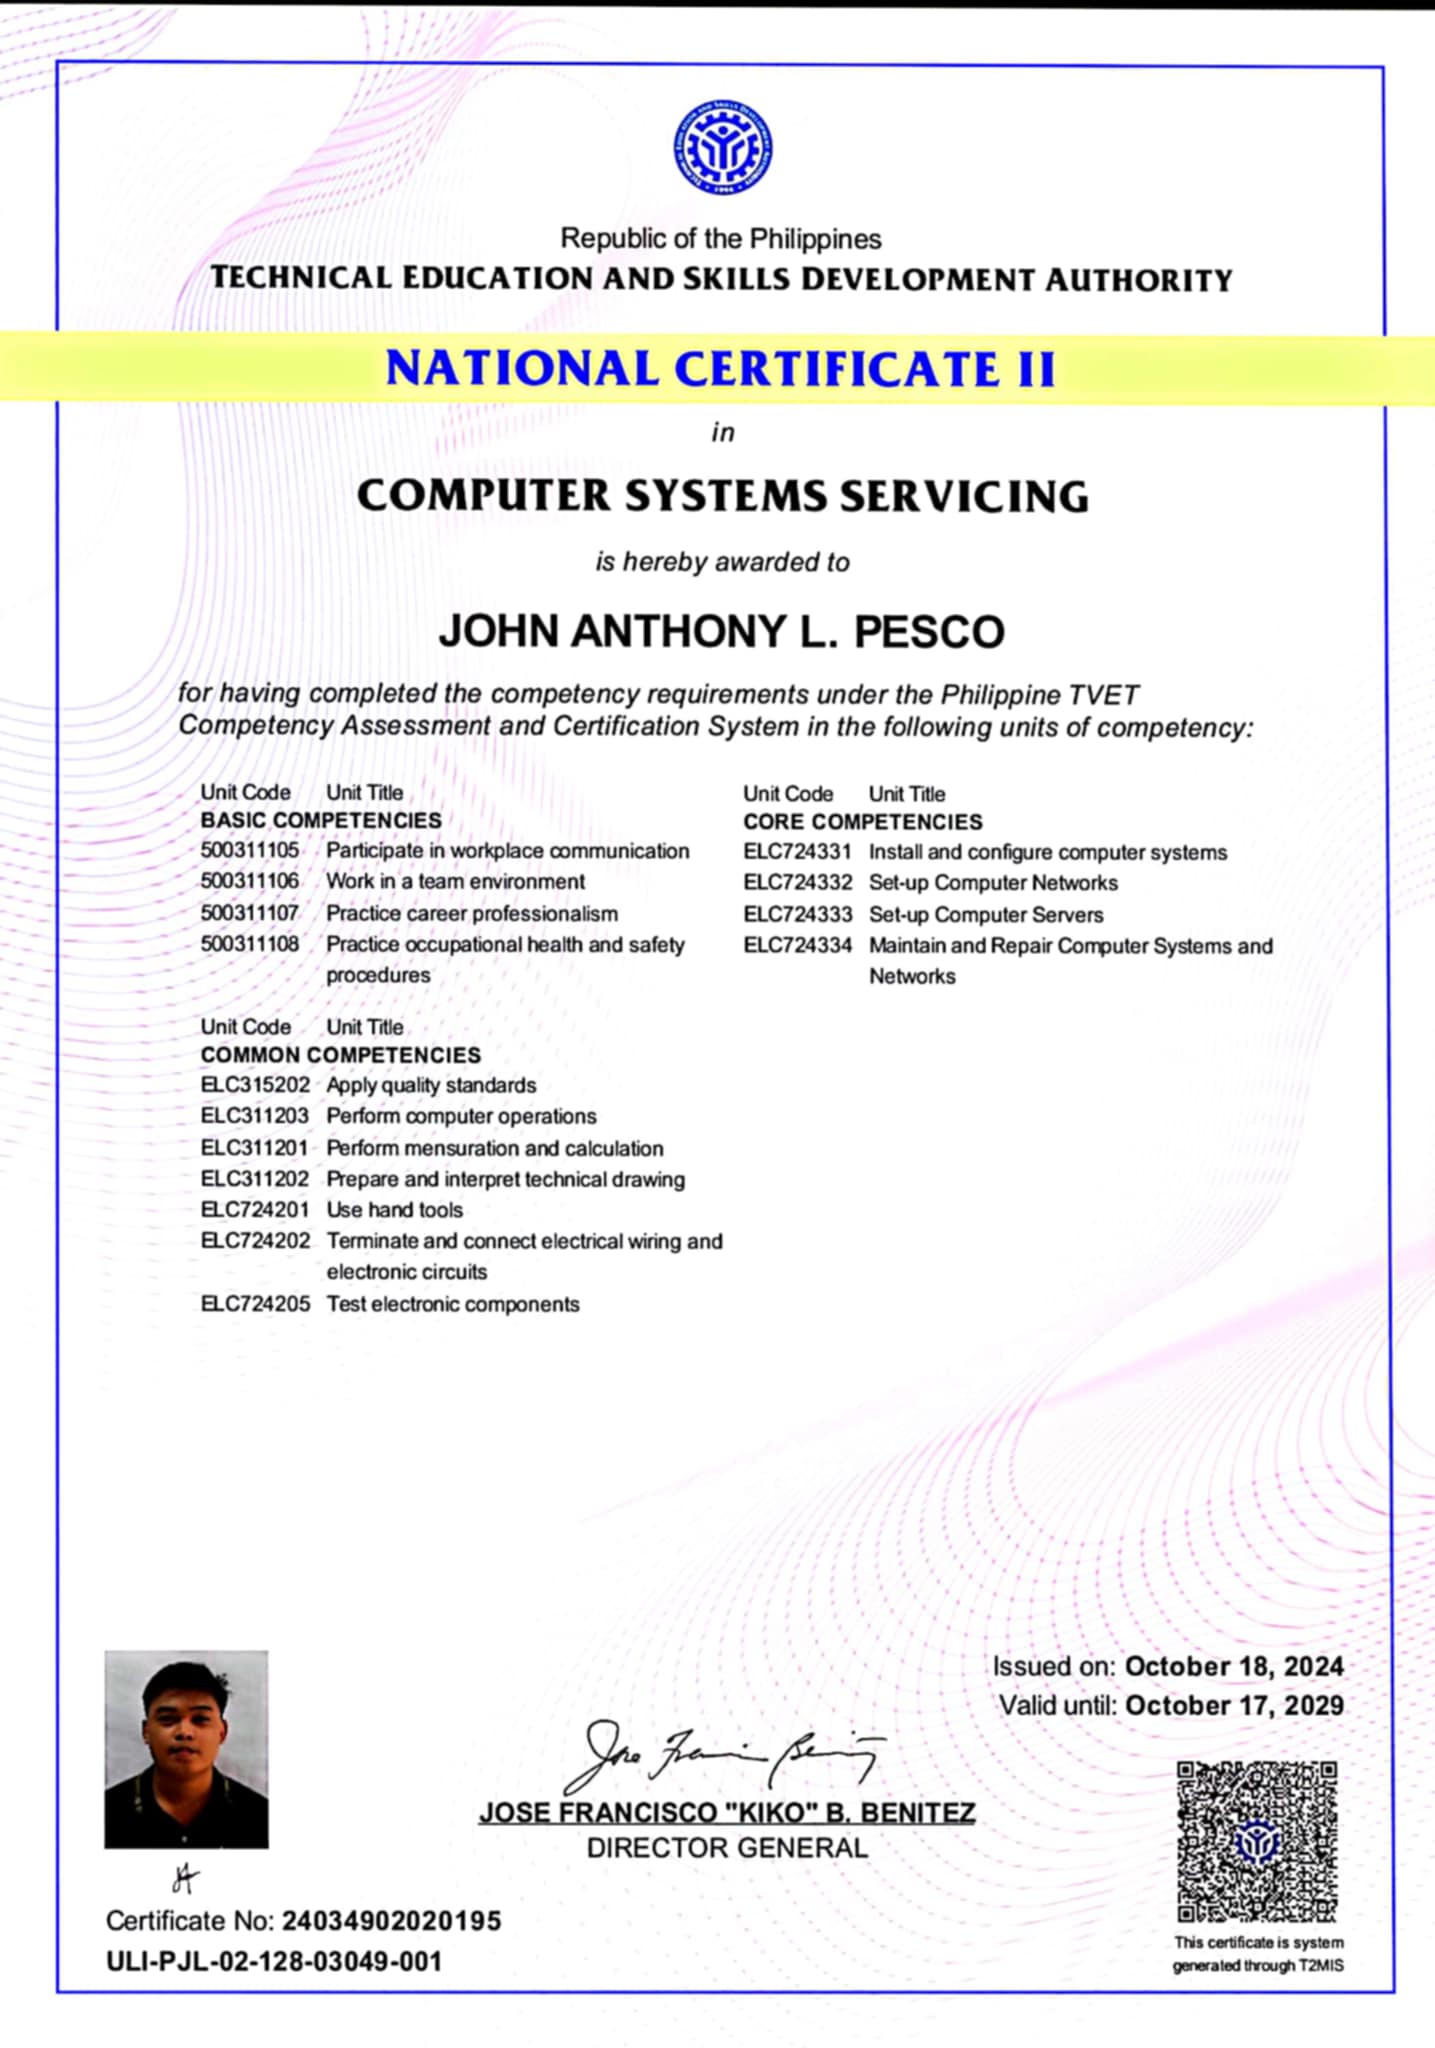 TECHNICAL EDUCATION AND SKILLS DEVELOPMENT AUTHORITY
1994
Republic of the Philippines
TECHNICAL EDUCATION AND SKILLS DEVELOPMENT AUTHORITY
NATIONAL CERTIFICATE II
in
COMPUTER SYSTEMS SERVICING
is hereby awarded to
JOHN ANTHONY L. PESCO
for having completed the competency requirements under the Philippine TVET
Competency Assessment and Certification System in the following units of competency:
Unit Code Unit Title
BASIC COMPETENCIES
500311105 Participate in workplace communication
500311106 Work in a team environment
500311107 Practice career professionalism
500311108 Practice occupational health and safety
procedures
Unit Code Unit Title
COMMON COMPETENCIES
ELC315202 Apply quality standards
ELC311203 Perform computer operations
ELC311201 Perform mensuration and calculation
ELC311202 Prepare and interpret technical drawing
ELC724201 Use hand tools
ELC724202 Terminate and connect electrical wiring and
electronic circuits
ELC724205 Test electronic components
Unit Code Unit Title
CORE COMPETENCIES
ELC724331 Install and configure computer systems
ELC724332 Set-up Computer Networks
ELC724333 Set-up Computer Servers
ELC724334 Maintain and Repair Computer Systems and
Networks
Issued on: October 18, 2024
Valid until: October 17, 2029
JOSE FRANCISCO "KIKO" B. BENITEZ
DIRECTOR GENERAL
Certificate No: 24034902020195
ULI-PJL-02-128-03049-001
This certificate is system
generated through T2MIS